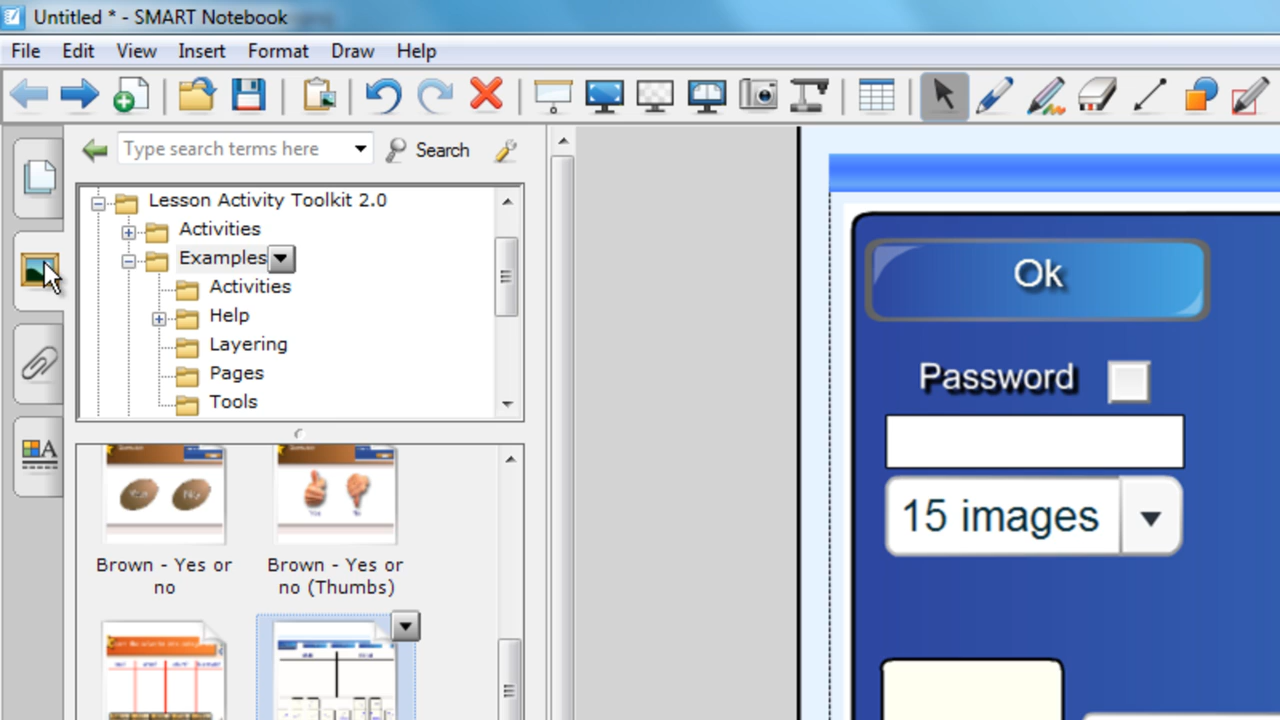 Untitled * - SMART Notebook
File Edit View Insert Format Draw Help
Type search terms here
Search
Lesson Activity Toolkit 2.0
Activities
Examples
Activities
Help
Layering
Pages
Tools
Yes No
Brown - Yes or
no
Brown - Yes or
no (Thumbs)
Ok
Password
15 images